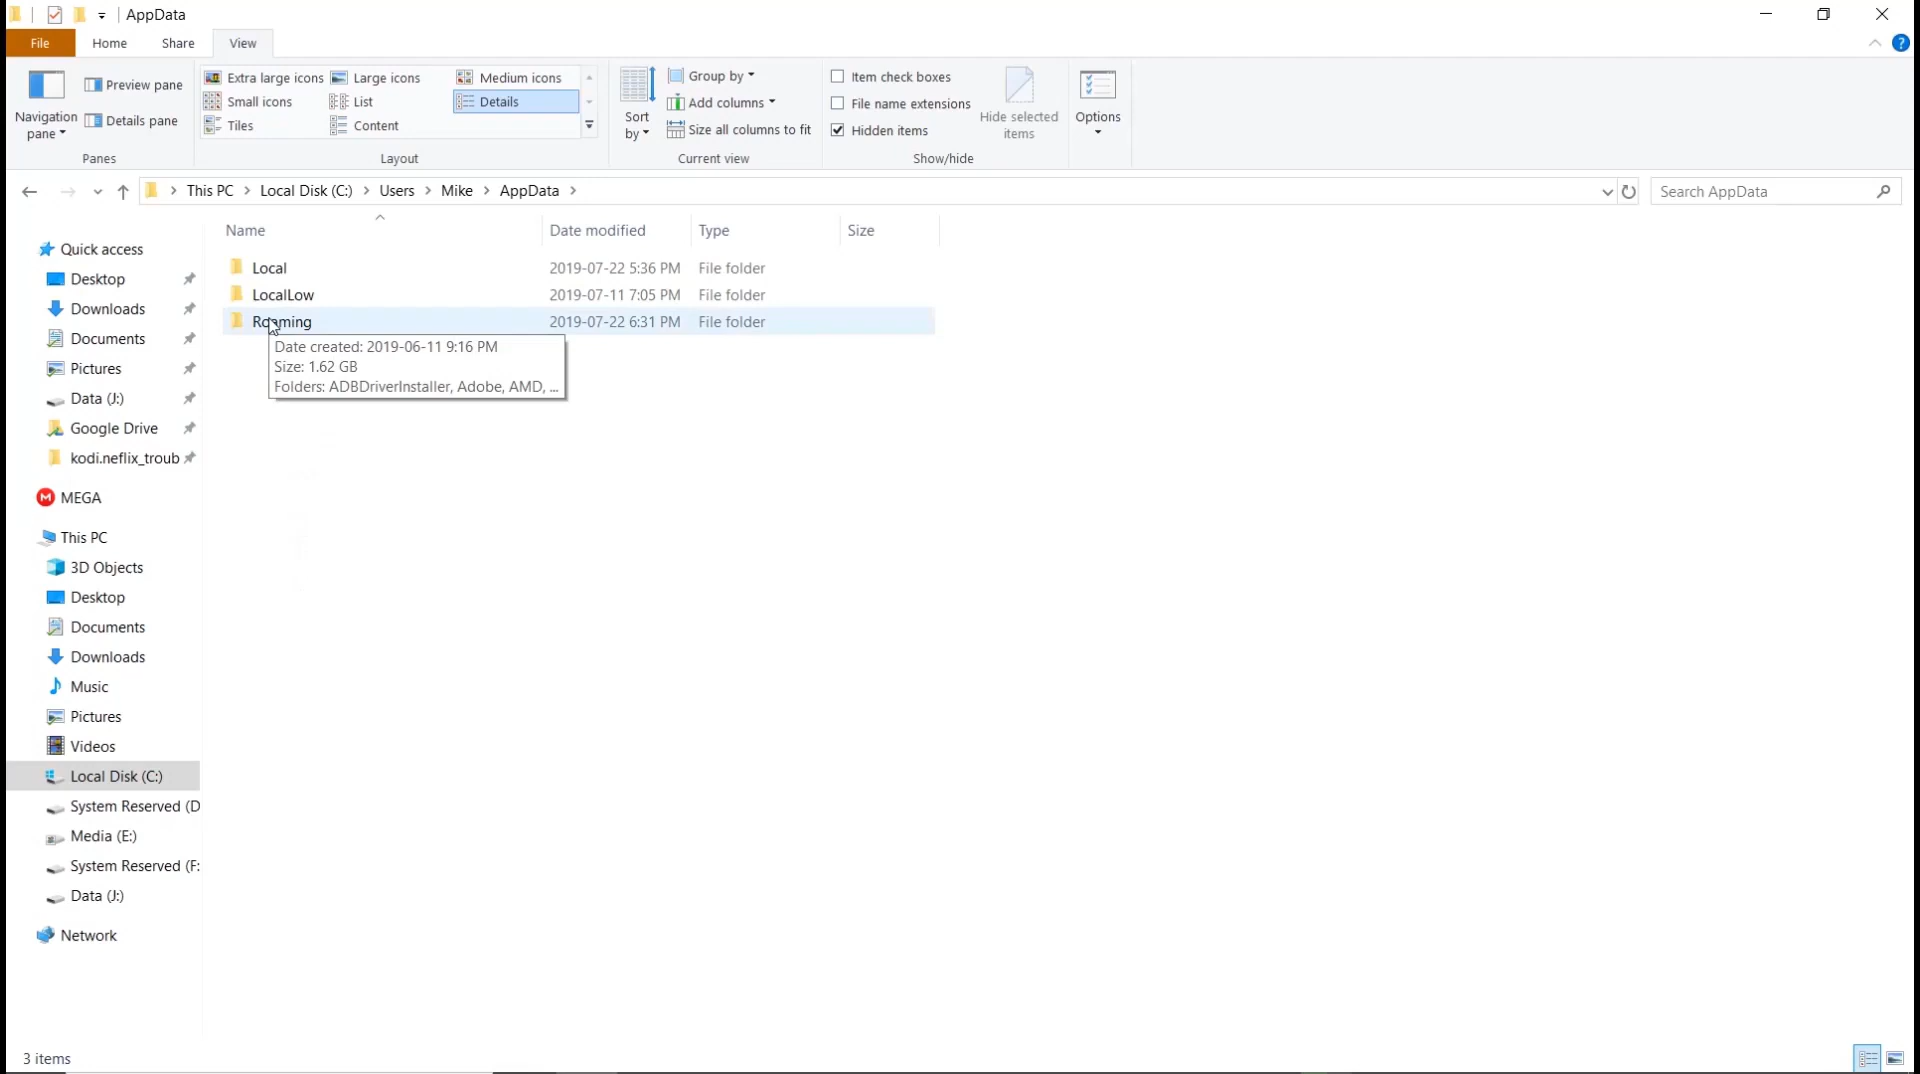 AppData
File Home Share View
Navigation pane
Preview pane
Details pane
Panes
Extra large icons Large icons Medium icons
Small icons List Details
Tiles Content
Layout
Sort by
Group by
Add columns
Size all columns to fit
Current view
Item check boxes
File name extensions
Hidden items
Hide selected items
Show/hide
Options
This PC > Local Disk (C:) > Users > Mike > AppData >
Search AppData
Name Date modified Type Size
Local 2019-07-22 5:36 PM File folder
LocalLow 2019-07-11 7:05 PM File folder
Roaming 2019-07-22 6:31 PM File folder
Date created: 2019-06-11 9:16 PM
Size: 1.62 GB
Folders: ADBDriverInstaller, Adobe, AMD, ...
Quick access
Desktop
Downloads
Documents
Pictures
Data (J:)
Google Drive
kodi.neflix_troub
MEGA
This PC
3D Objects
Desktop
Documents
Downloads
Music
Pictures
Videos
Local Disk (C:)
System Reserved (D
Media (E:)
System Reserved (F:
Data (J:)
Network
3 items